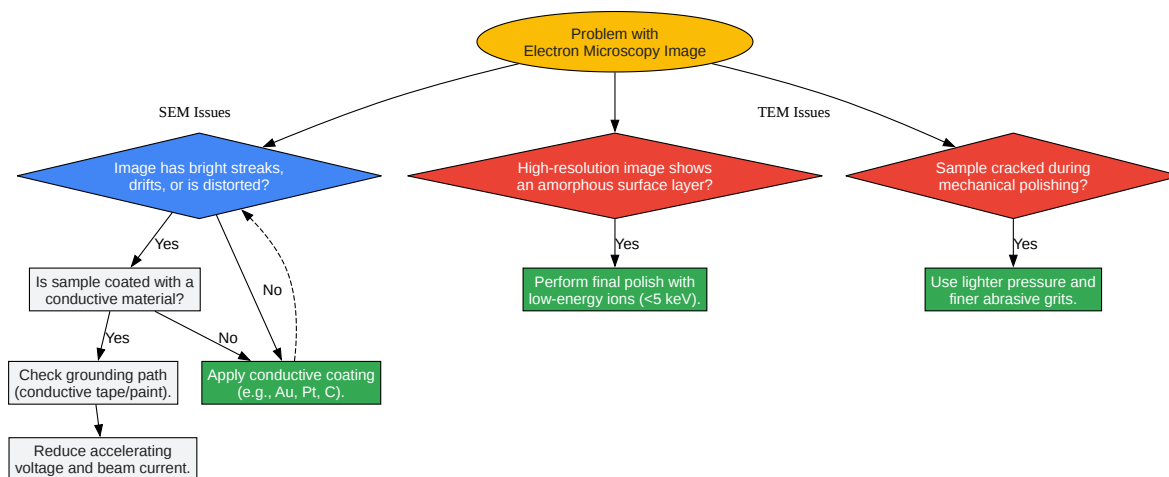 Problem with
Electron Microscopy Image
SEM Issues
TEM Issues
Image has bright streaks,
drifts, or is distorted?
High-resolution image shows
an amorphous surface layer?
Sample cracked during
mechanical polishing?
Yes
No
Yes
Yes
Is sample coated with a
conductive material?
Perform final polish with
low-energy ions (<5 keV).
Use lighter pressure and
finer abrasive grits.
Yes
No
Check grounding path
(conductive tape/paint).
Apply conductive coating
(e.g., Au, Pt, C).
Reduce accelerating
voltage and beam current.